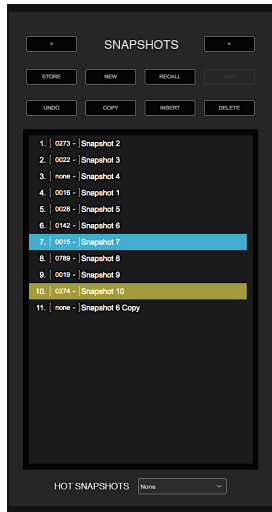 < SNAPSHOTS >
STORE NEW RECALL
UNDO COPY INSERT DELETE
1. 0273 - Snapshot 2
2. 0022 - Snapshot 3
3. none - Snapshot 4
4. 0016 - Snapshot 1
5. 0028 - Snapshot 5
6. 0142 - Snapshot 6
7. 0015 - Snapshot 7
8. 0789 - Snapshot 8
9. 0019 - Snapshot 9
10. 0274 - Snapshot 10
11. none - Snapshot 6 Copy
HOT SNAPSHOTS None